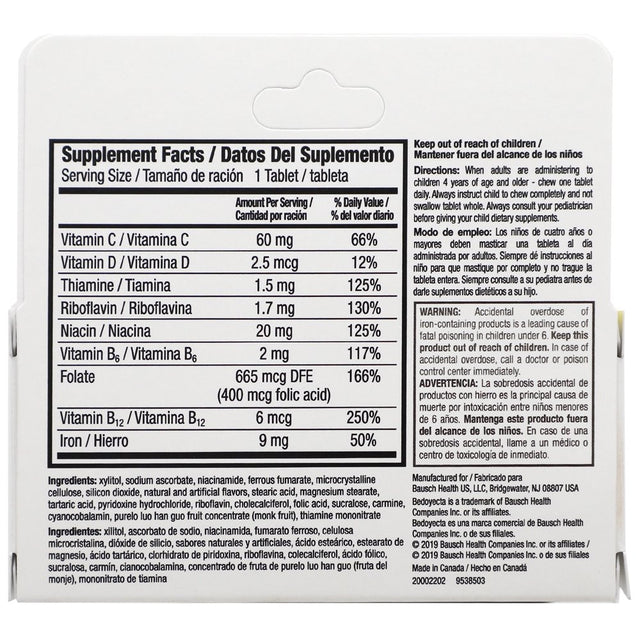 Supplement Facts / Datos Del Suplemento
Serving Size / Tamaño de ración 1 Tablet / tableta
Amount Per Serving / % Daily Value /
Cantidad por ración % del valor diario
Vitamin C / Vitamina C 60 mg 66%
Vitamin D / Vitamina D 2.5 mcg 12%
Thiamine / Tiamina 1.5 mg 125%
Riboflavin / Riboflavina 1.7 mg 130%
Niacin / Niacina 20 mg 125%
Vitamin B6 / Vitamina B6 2 mg 117%
Folate 665 mcg DFE 166%
(400 mcg folic acid)
Vitamin B12 / Vitamina B12 6 mcg 250%
Iron / Hierro 9 mg 50%
Ingredients: xylitol, sodium ascorbate, niacinamide, ferrous fumarate, microcrystalline
cellulose, silicon dioxide, natural and artificial flavors, stearic acid, magnesium stearate,
tartaric acid, pyridoxine hydrochloride, riboflavin, cholecalciferol, folic acid, sucralose, carmine,
cyanocobalamin, purelo luo han guo fruit concentrate (monk fruit), thiamine mononitrate
Ingredientes: xilitol, ascorbato de sodio, niacinamida, fumarato ferroso, celulosa
microcristalina, dióxido de silicio, sabores naturales y artificiales, ácido esteárico, estearato de
magnesio, ácido tartárico, clorhidrato de piridoxina, riboflavina, colecalciferol, ácido fólico,
sucralosa, carmín, cianocobalamina, concentrado de fruta de purelo luo han guo (fruta del
monje), mononitrato de tiamina
Keep out of reach of children /
Mantener fuera del alcance de los niños
Directions: When adults are administering to
children 4 years of age and older - chew one tablet
daily. Always instruct child to chew completely and not
swallow tablet whole. Always consult your pediatrician
before giving your child dietary supplements.
Modo de empleo: Los niños de cuatro años o
mayores deben masticar una tableta al día
administrada por adultos. Siempre dé instrucciones al
niño para que mastique por completo y no trague la
tableta entera. Siempre consulte a su pediatra antes de
darle suplementos dietéticos a su hijo.
WARNING: Accidental overdose of
iron-containing products is a leading cause of
fatal poisoning in children under 6. Keep this
product out of reach of children. In case of
accidental overdose, call a doctor or poison
control center immediately.
ADVERTENCIA: La sobredosis accidental de
productos con hierro es la principal causa de
muerte por intoxicación entre niños menores
de 6 años. Mantenga este producto fuera
del alcance de los niños. En caso de una
sobredosis accidental, llame a un médico o
centro de toxicología de inmediato.
Manufactured for / Fabricado para
Bausch Health US, LLC, Bridgewater, NJ 08807 USA
Bedoyecta is a trademark of Bausch Health
Companies Inc. or its affiliates.
Bedoyecta es una marca comercial de Bausch Health
Companies Inc. o de sus filiales.
© 2019 Bausch Health Companies Inc. or its affiliates /
© 2019 Bausch Health Companies Inc. o de sus filiales
Made in Canada / Hecho en Canadá
20002202 9538503